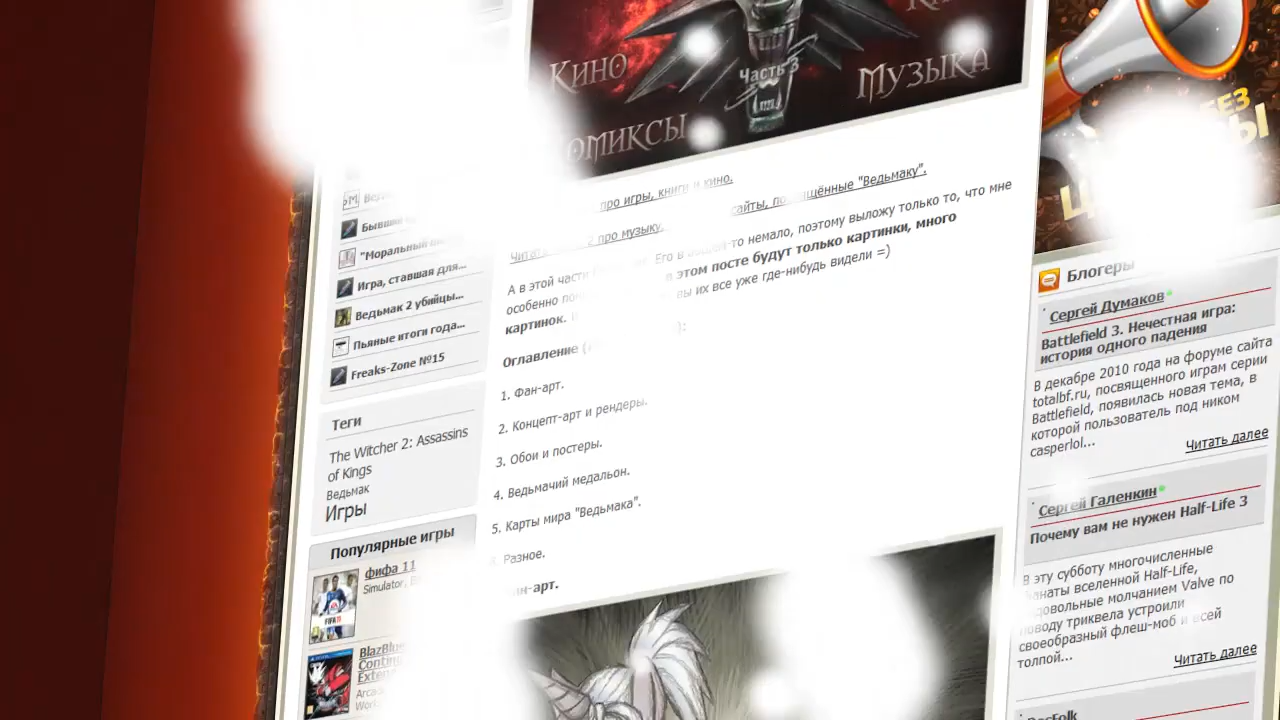 Кино
Часть 3
Музыка
про игры, книги и кино.
сайты,
"Ведьмаку".
2 про музыку.
А в этой части
Его в
немало, поэтому выложу только то, что мне
особенно
этом посте будут только картинки, много
картинок.
вы их все уже где-нибудь видели =)
Оглавление
1. Фан-арт.
2. Концепт-арт и рендеры.
3. Обои и постеры.
4. Ведьмачий медальон.
5. Карты мира "Ведьмака".
Разное.
"Моральный
Игра, ставшая для...
Ведьмак 2 убийцы...
Пьяные итоги года...
Freaks-Zone №15
Теги
The Witcher 2: Assassins
of Kings
Ведьмак
Игры
Популярные игры
фифа 11
Simulator,
БЕЗ
Блогеры
Сергей Думаков
Battlefield 3. Нечестная игра:
история одного падения
В декабре 2010 года на форуме сайта
totalbf.ru, посвященного играм серии
Battlefield, появилась новая тема, в
которой пользователь под ником
casperlol...
Читать далее
Сергей Галенкин
Почему вам не нужен Half-Life 3
В эту субботу многочисленные
фанаты вселенной Half-Life,
недовольные молчанием Valve по
поводу триквела устроили
своеобразный флеш-моб и всей
толпой...
Читать далее